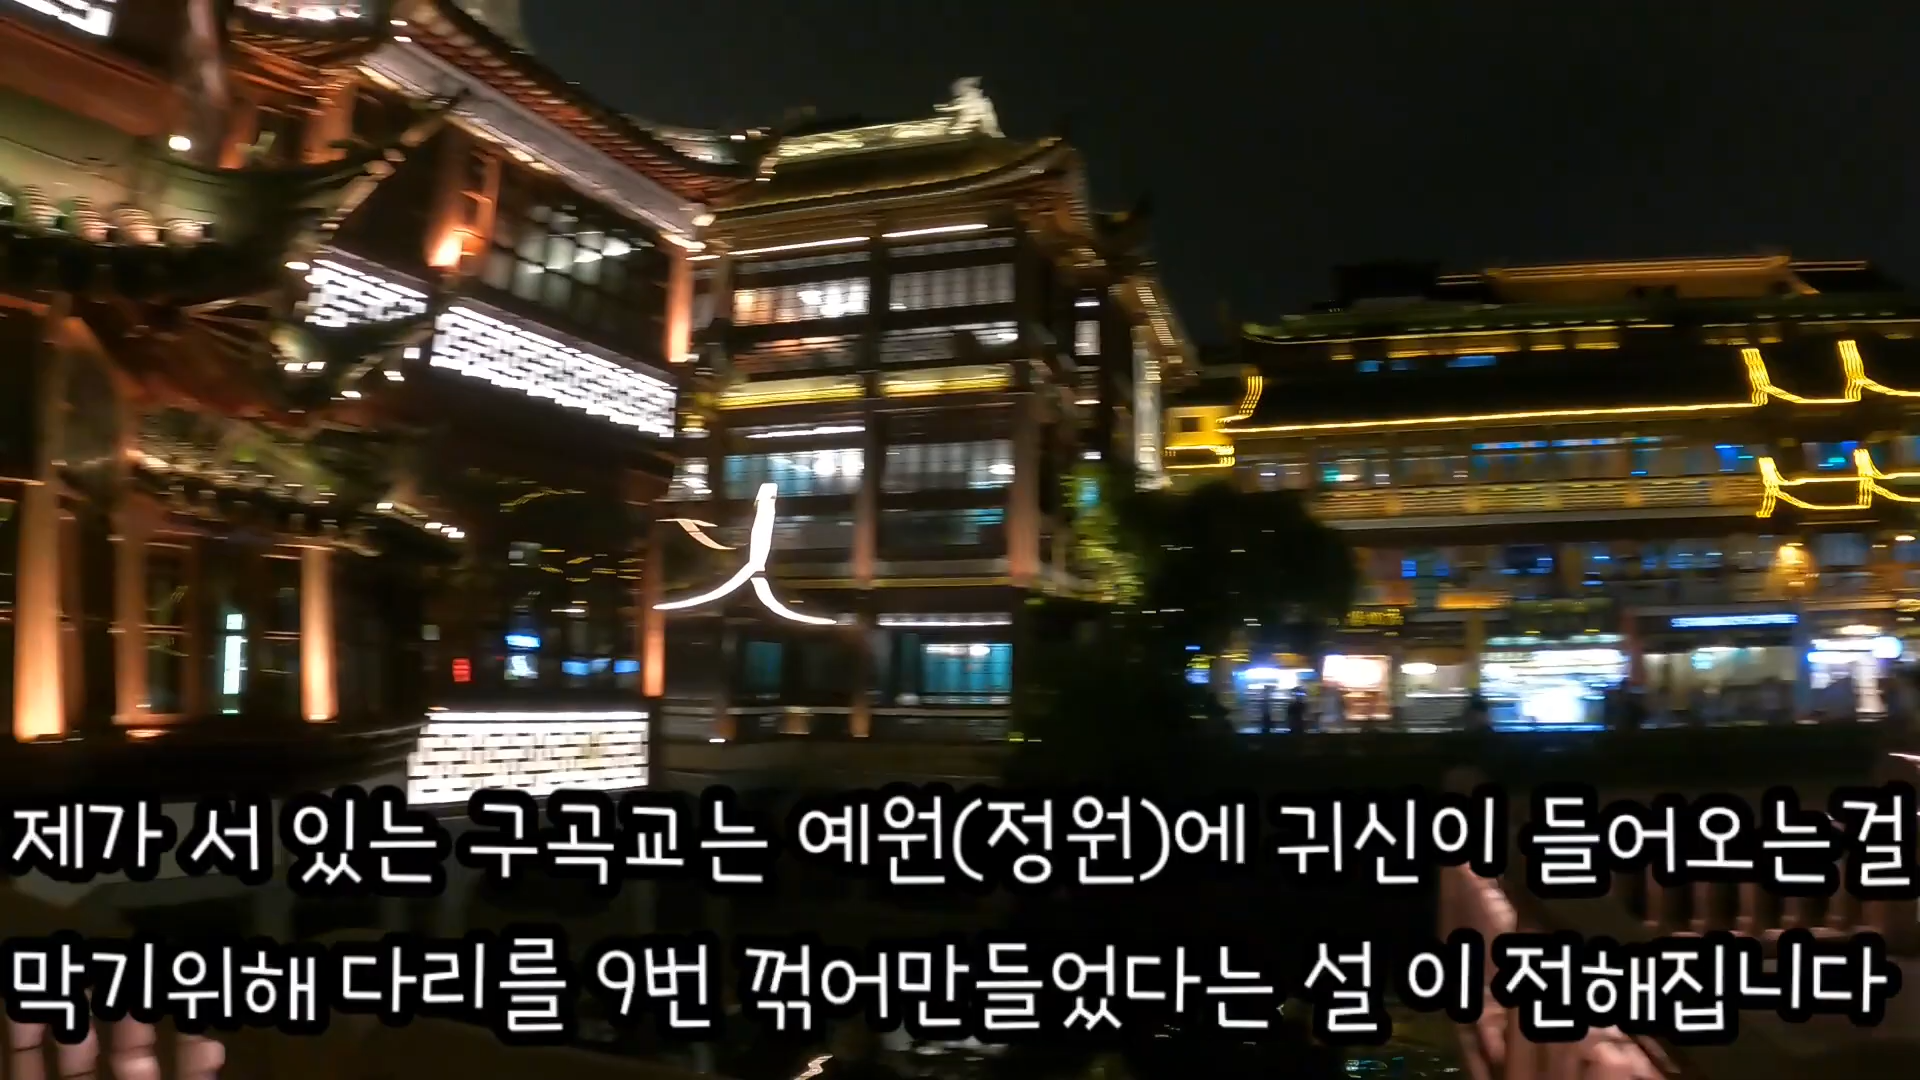 제가 서 있는 구곡교는 예원(정원)에 귀신이 들어오는걸
막기위해 다리를 9번 꺾어만들었다는 설 이 전해집니다